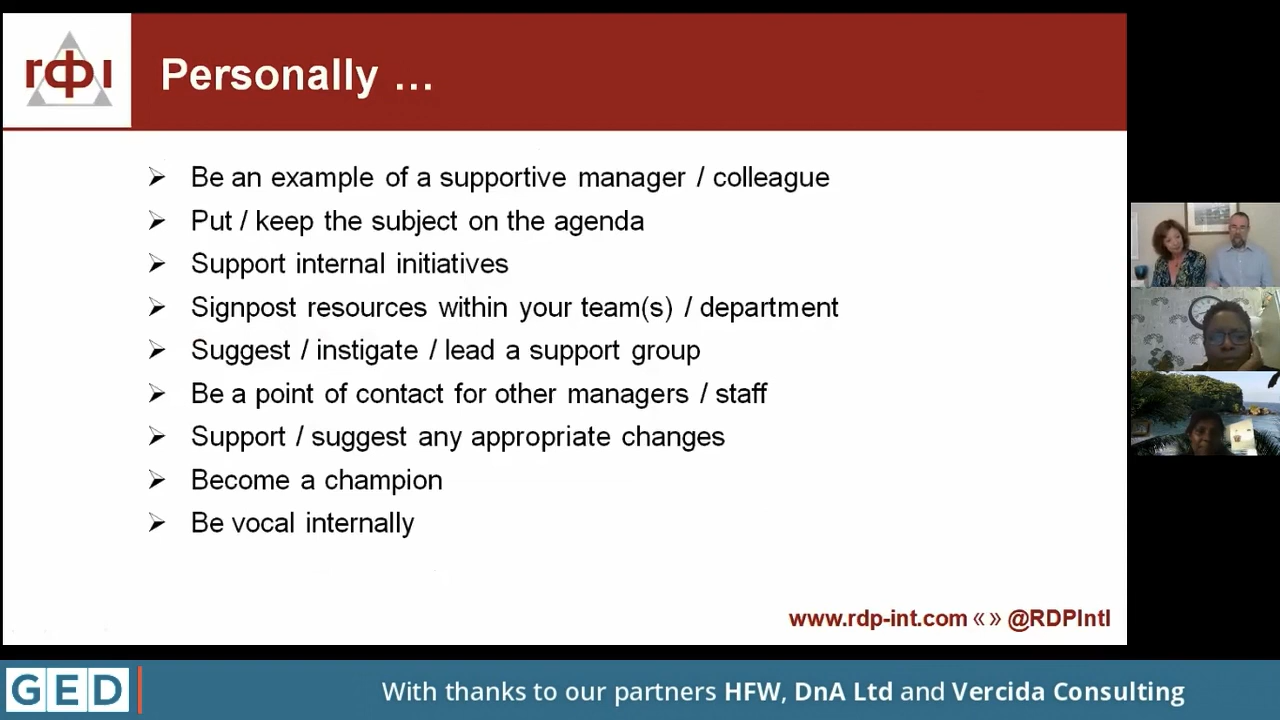 rфı
Personally …
Be an example of a supportive manager / colleague
Put / keep the subject on the agenda
Support internal initiatives
Signpost resources within your team(s) / department
Suggest / instigate / lead a support group
Be a point of contact for other managers / staff
Support / suggest any appropriate changes
Become a champion
Be vocal internally
www.rdp-int.com «» @RDPIntl
GED
With thanks to our partners HFW, DnA Ltd and Vercida Consulting